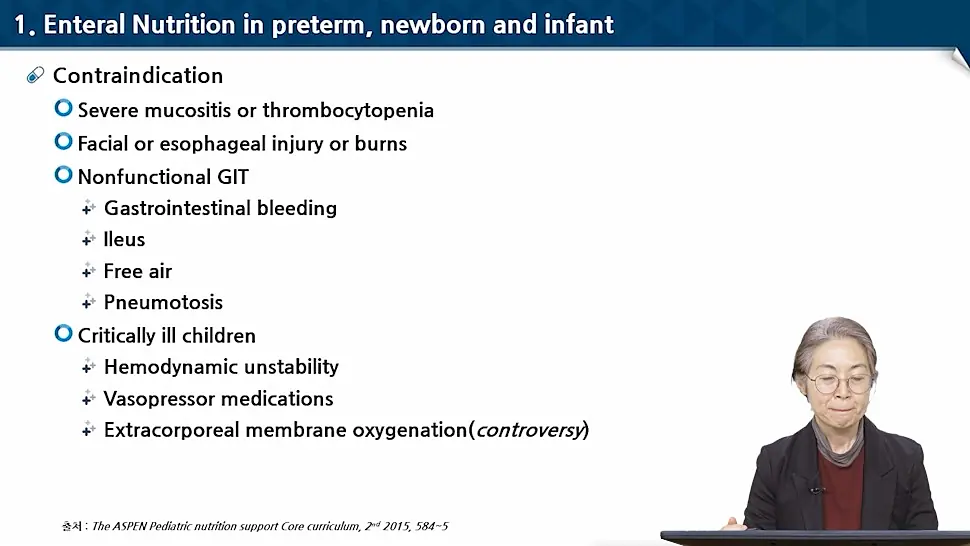 1. Enteral Nutrition in preterm, newborn and infant
Contraindication
Severe mucositis or thrombocytopenia
Facial or esophageal injury or burns
Nonfunctional GIT
Gastrointestinal bleeding
Ileus
Free air
Pneumotosis
Critically ill children
Hemodynamic unstability
Vasopressor medications
Extracorporeal membrane oxygenation(controversy)
출처 : The ASPEN Pediatric nutrition support Core curriculum, 2nd 2015, 584~5